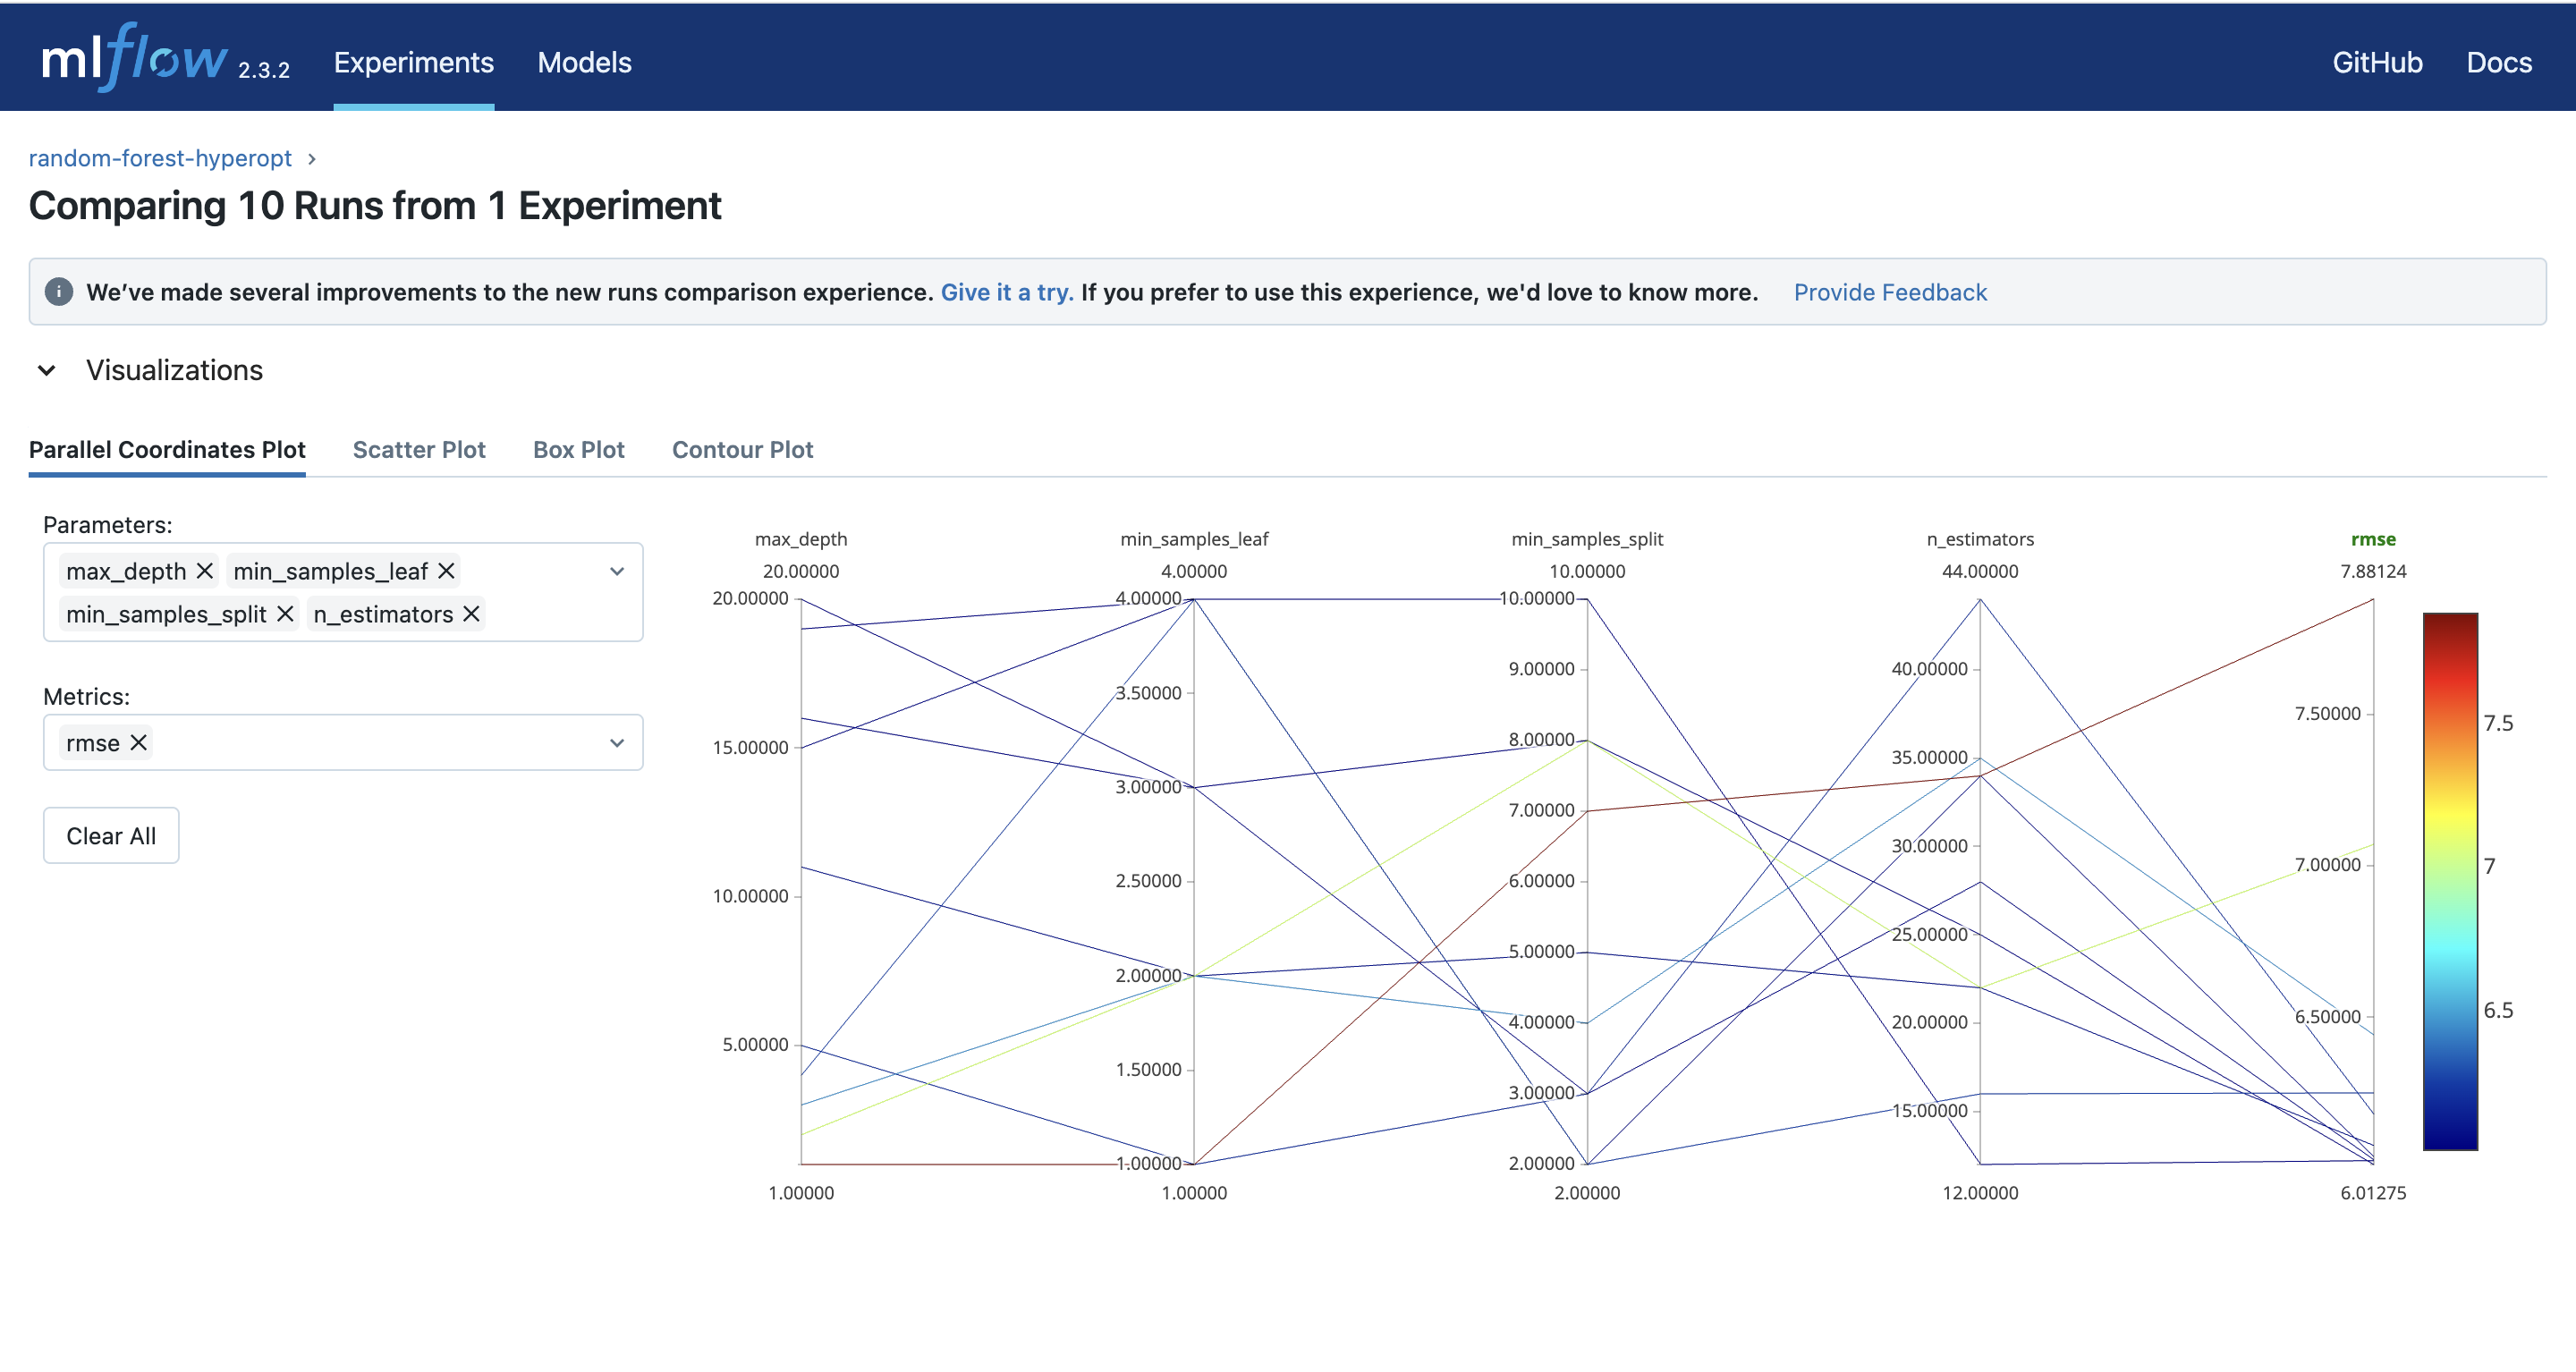 mlflow 2.3.2 Experiments Models GitHub Docs
random-forest-hyperopt ›
Comparing 10 Runs from 1 Experiment
We’ve made several improvements to the new runs comparison experience. Give it a try. If you prefer to use this experience, we'd love to know more. Provide Feedback
Visualizations
Parallel Coordinates Plot Scatter Plot Box Plot Contour Plot
Parameters:
max_depth min_samples_leaf
min_samples_split n_estimators
Metrics:
rmse
Clear All
max_depth
20.00000
20.00000
15.00000
10.00000
5.00000
1.00000
min_samples_leaf
4.00000
4.00000
3.50000
3.00000
2.50000
2.00000
1.50000
1.00000
1.00000
min_samples_split
10.00000
10.00000
9.00000
8.00000
7.00000
6.00000
5.00000
4.00000
3.00000
2.00000
2.00000
n_estimators
44.00000
40.00000
35.00000
30.00000
25.00000
20.00000
15.00000
12.00000
rmse
7.88124
7.50000
7.00000
6.50000
6.01275
7.5
7
6.5